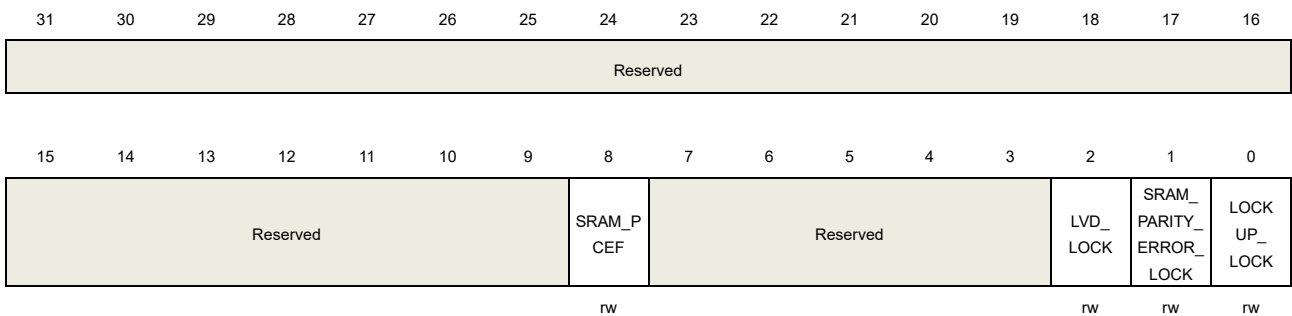 31 30 29 28 27 26 25 24 23 22 21 20 19 18 17 16
Reserved
15 14 13 12 11 10 9 8 7 6 5 4 3 2 1 0
Reserved
SRAM_P
CEF
Reserved
LVD_
LOCK
SRAM_
PARITY_
ERROR_
LOCK
LOCK
UP_
LOCK
rw rw rw rw